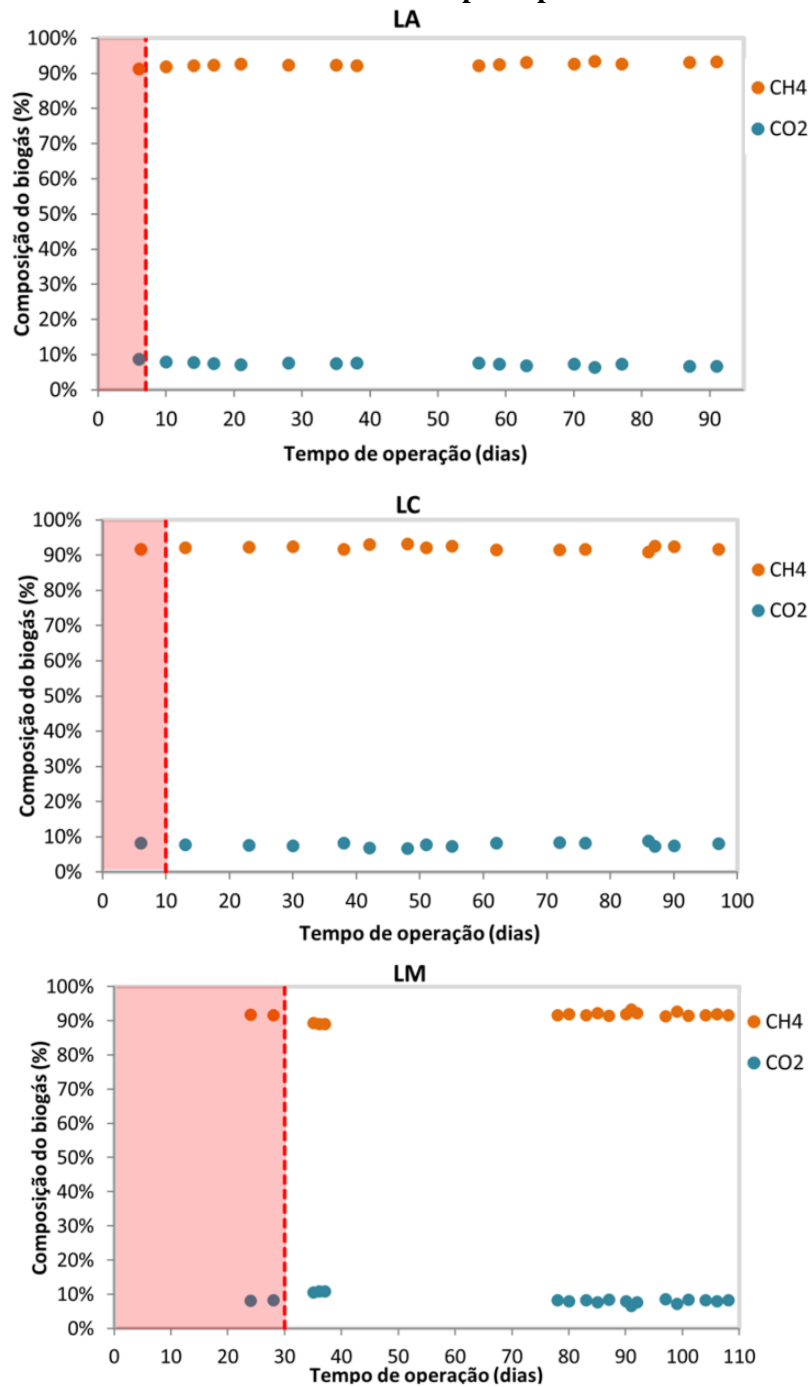 LA
100%
90%
80%
70%
60%
50%
40%
30%
20%
10%
0%
Composição do biogás (%)
0 10 20 30 40 50 60 70 80 90
Tempo de operação (dias)
CH4
CO2
LC
100%
90%
80%
70%
60%
50%
40%
30%
20%
10%
0%
Composição do biogás (%)
0 10 20 30 40 50 60 70 80 90 100
Tempo de operação (dias)
CH4
CO2
LM
100%
90%
80%
70%
60%
50%
40%
30%
20%
10%
0%
Composição do biogás (%)
0 10 20 30 40 50 60 70 80 90 100 110
Tempo de operação (dias)
CH4
CO2